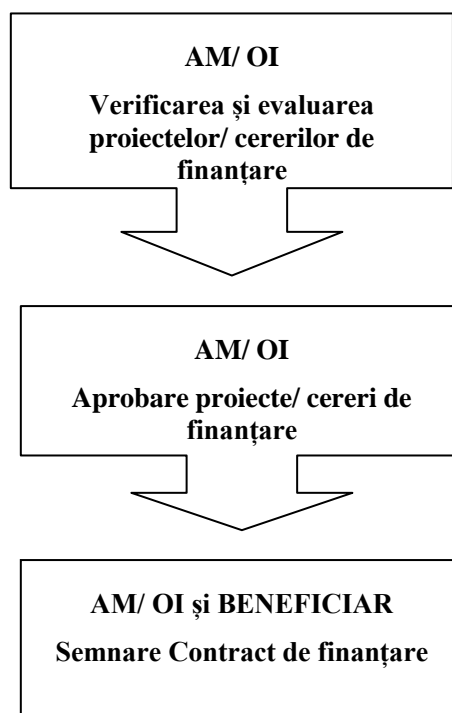 AM/ OI
Verificarea și evaluarea
proiectelor/ cererilor de
finanțare
AM/ OI
Aprobare proiecte/ cereri de
finanțare
AM/ OI și BENEFICIAR
Semnare Contract de finanțare